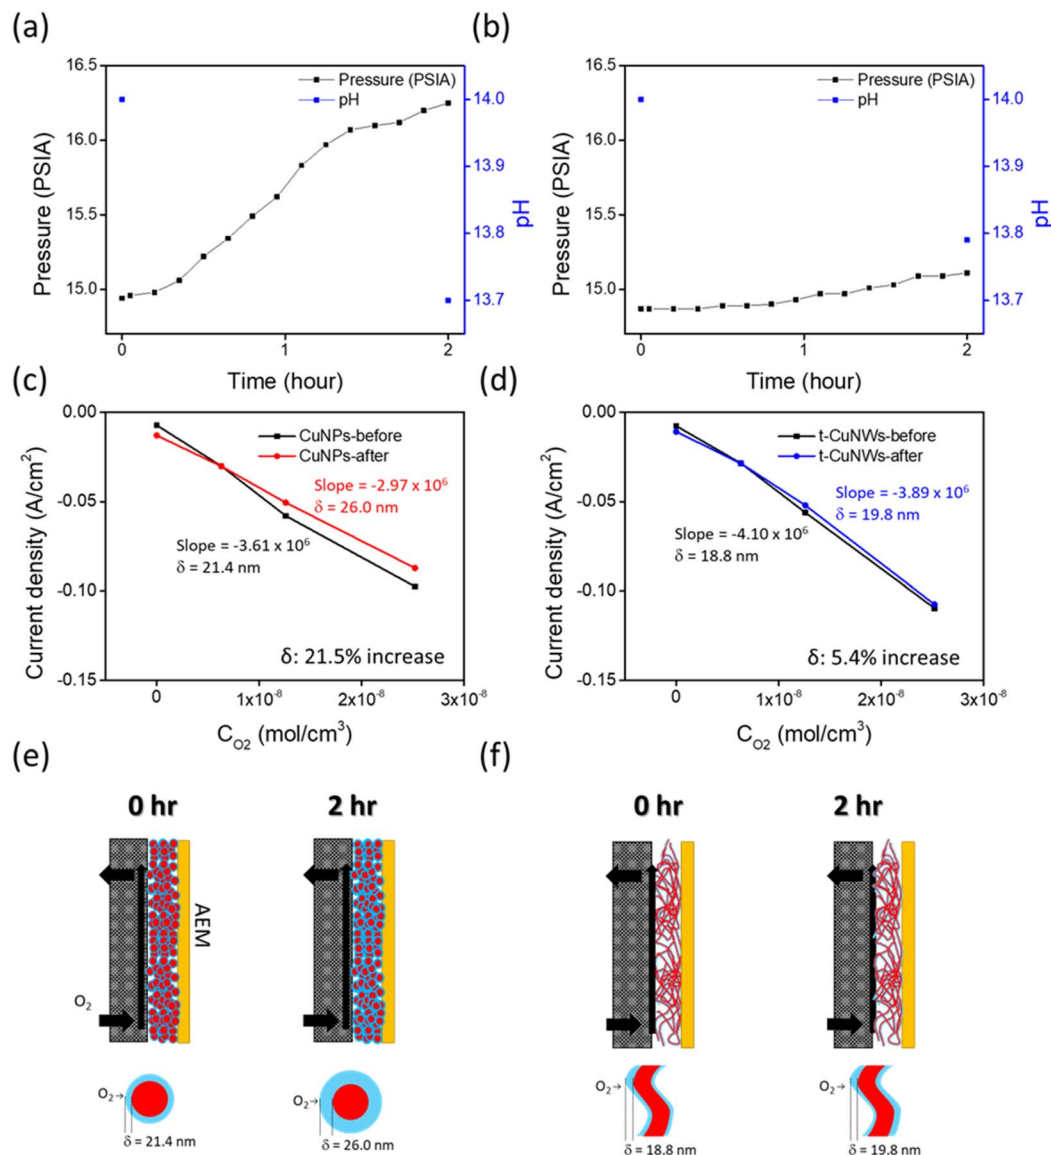 (a)
16.5
16.0
15.5
15.0
Pressure (PSIA)
Pressure (PSIA)
pH
14.0
13.9
13.8
13.7
pH
0
1
2
Time (hour)
(b)
16.5
16.0
15.5
15.0
Pressure (PSIA)
Pressure (PSIA)
pH
14.0
13.9
13.8
13.7
pH
0
1
2
Time (hour)
(c)
0.00
-0.05
-0.10
-0.15
Current density (A/cm²)
CuNPs-before
CuNPs-after
Slope = -2.97 x 10⁶
δ = 26.0 nm
Slope = -3.61 x 10⁶
δ = 21.4 nm
δ: 21.5% increase
0
1x10⁻⁸
2x10⁻⁸
3x10⁻⁸
C_O2 (mol/cm³)
(d)
0.00
-0.05
-0.10
-0.15
Current density (A/cm²)
t-CuNWs-before
t-CuNWs-after
Slope = -3.89 x 10⁶
δ = 19.8 nm
Slope = -4.10 x 10⁶
δ = 18.8 nm
δ: 5.4% increase
0
1x10⁻⁸
2x10⁻⁸
3x10⁻⁸
C_O2 (mol/cm³)
(e)
0 hr
2 hr
AEM
O₂
O₂→
δ = 21.4 nm
O₂→
δ = 26.0 nm
(f)
0 hr
2 hr
O₂→
δ = 18.8 nm
O₂→
δ = 19.8 nm